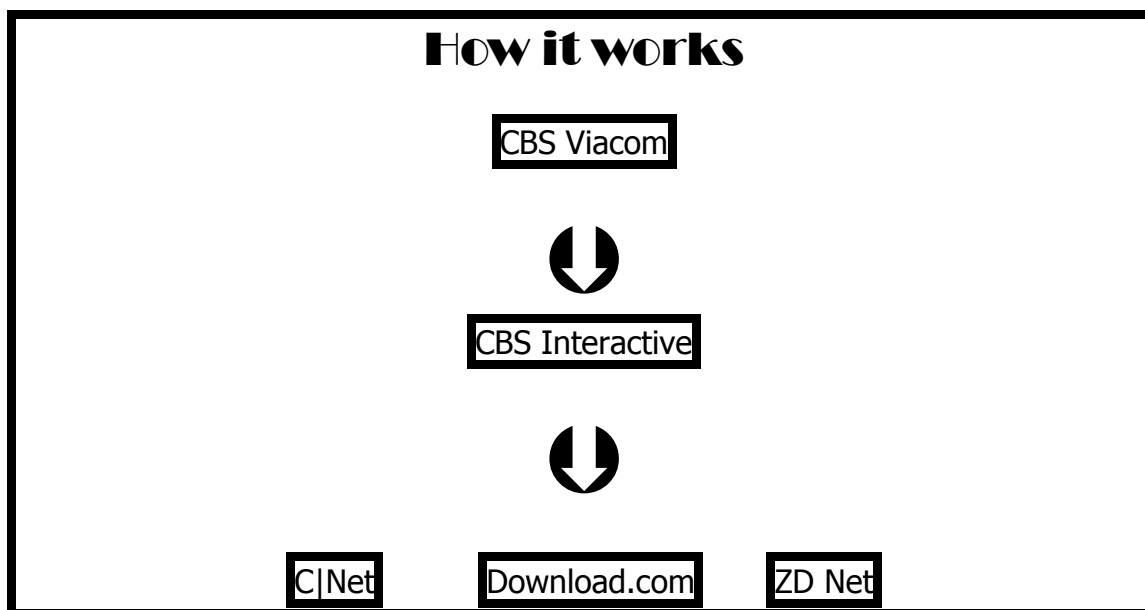 How it works
CBS Viacom
CBS Interactive
C|Net Download.com ZD Net